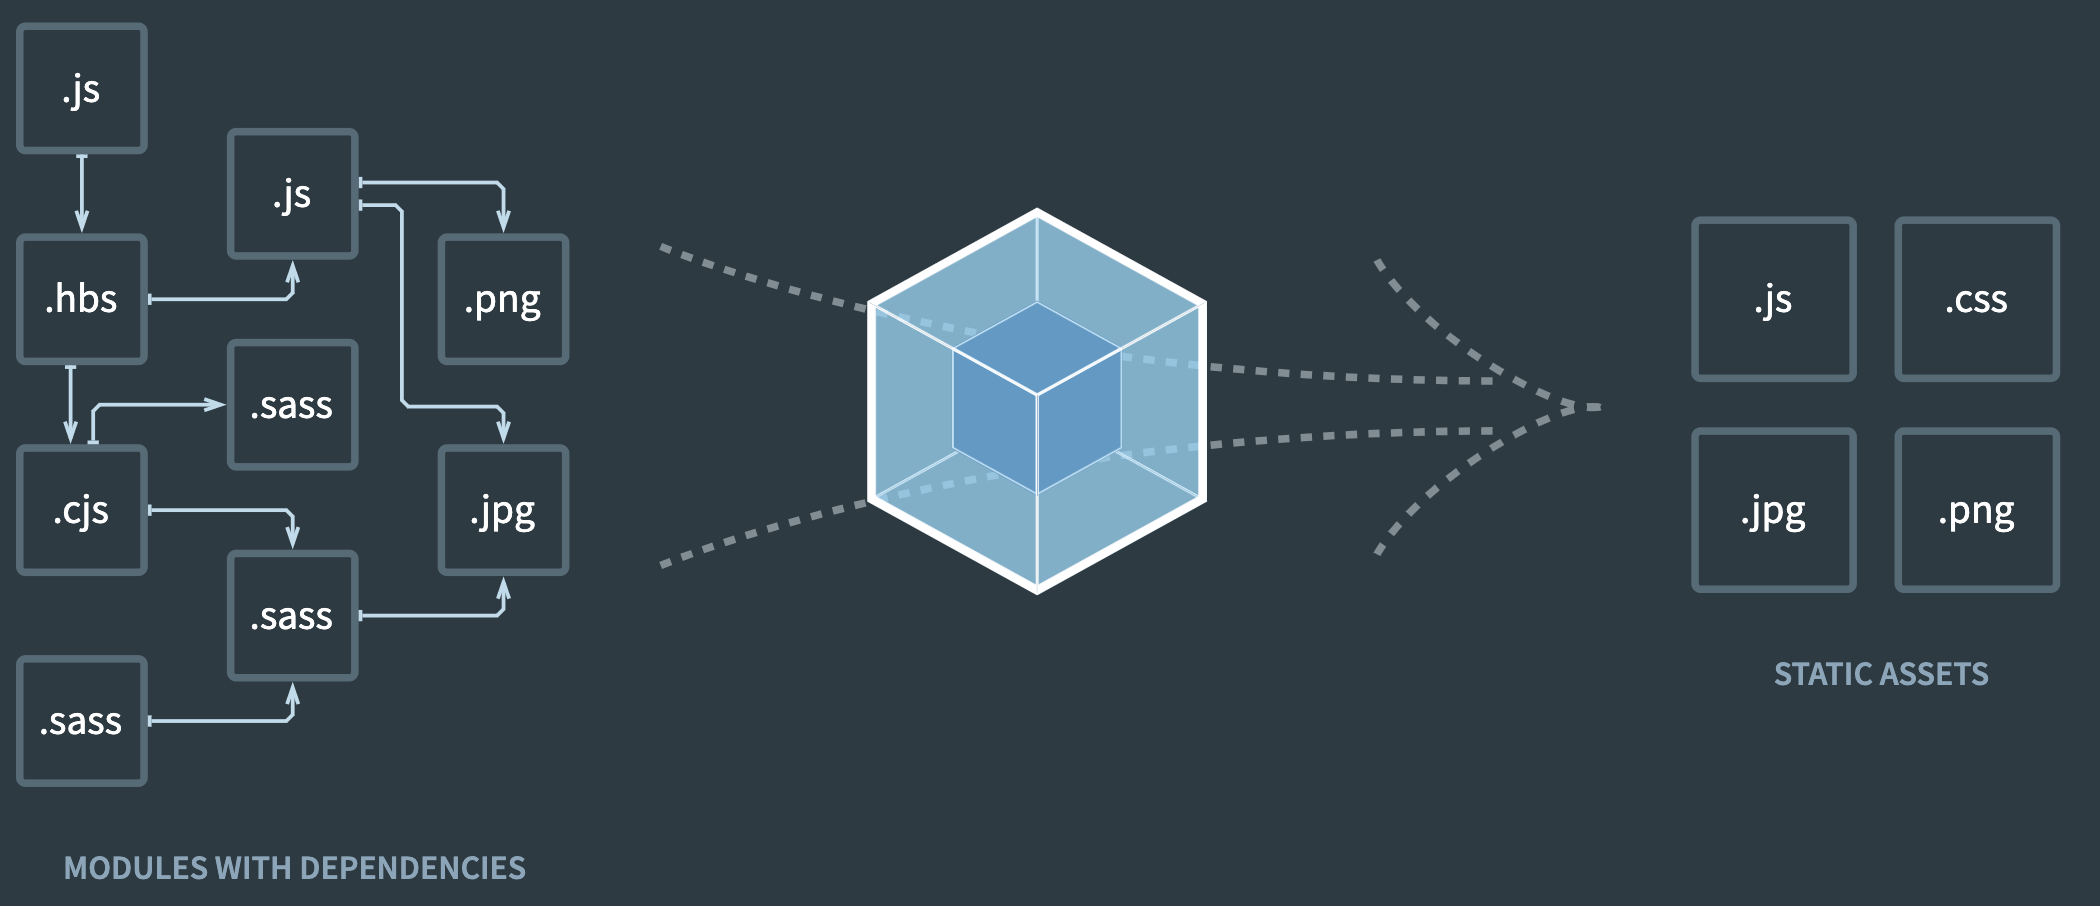 .js
.js
.hbs
.png
.sass
.cjs
.jpg
.sass
.sass
MODULES WITH DEPENDENCIES
.js
.css
.jpg
.png
STATIC ASSETS